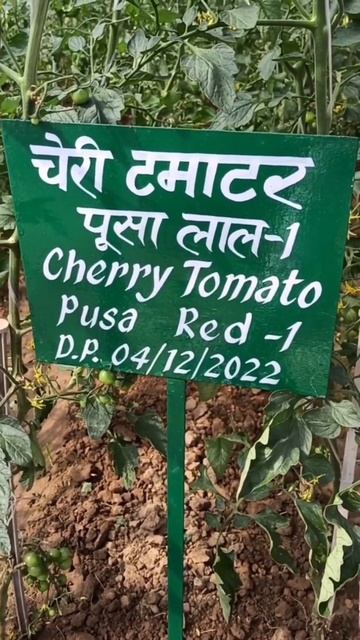 चेरी टमाटर
पूसा लाल-1
Cherry Tomato
Pusa Red -1
D.P. 04/12/2022